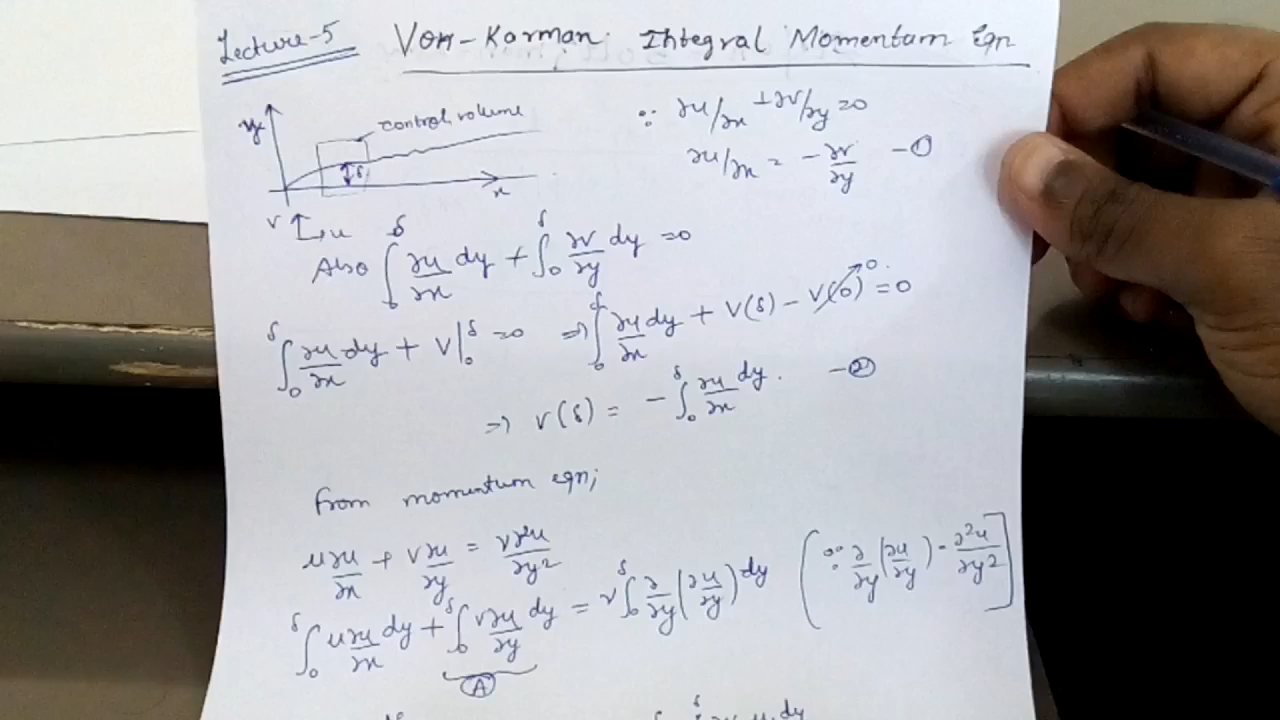 Lecture-5 Von-Karman Integral Momentum Eqn
control volume
y
δ
x
v
u
∵ ∂u/∂x + ∂v/∂y = 0
∂u/∂x = - ∂v/∂y -①
Also ∫₀^δ ∂u/∂x dy + ∫₀^δ ∂v/∂y dy = 0
∫₀^δ ∂u/∂x dy + v|₀^δ = 0 ⇒ ∫₀^δ ∂u/∂x dy + v(δ) - v(0)⁰ = 0
⇒ v(δ) = - ∫₀^δ ∂u/∂x dy. -②
From momentum eqn;
u ∂u/∂x + v ∂u/∂y = ν ∂²u/∂y²
∫₀^δ u ∂u/∂x dy + ∫₀^δ v ∂u/∂y dy = ν ∫₀^δ ∂/∂y (∂u/∂y) dy [∵ ∂/∂y (∂u/∂y) = ∂²u/∂y²]
Ⓐ